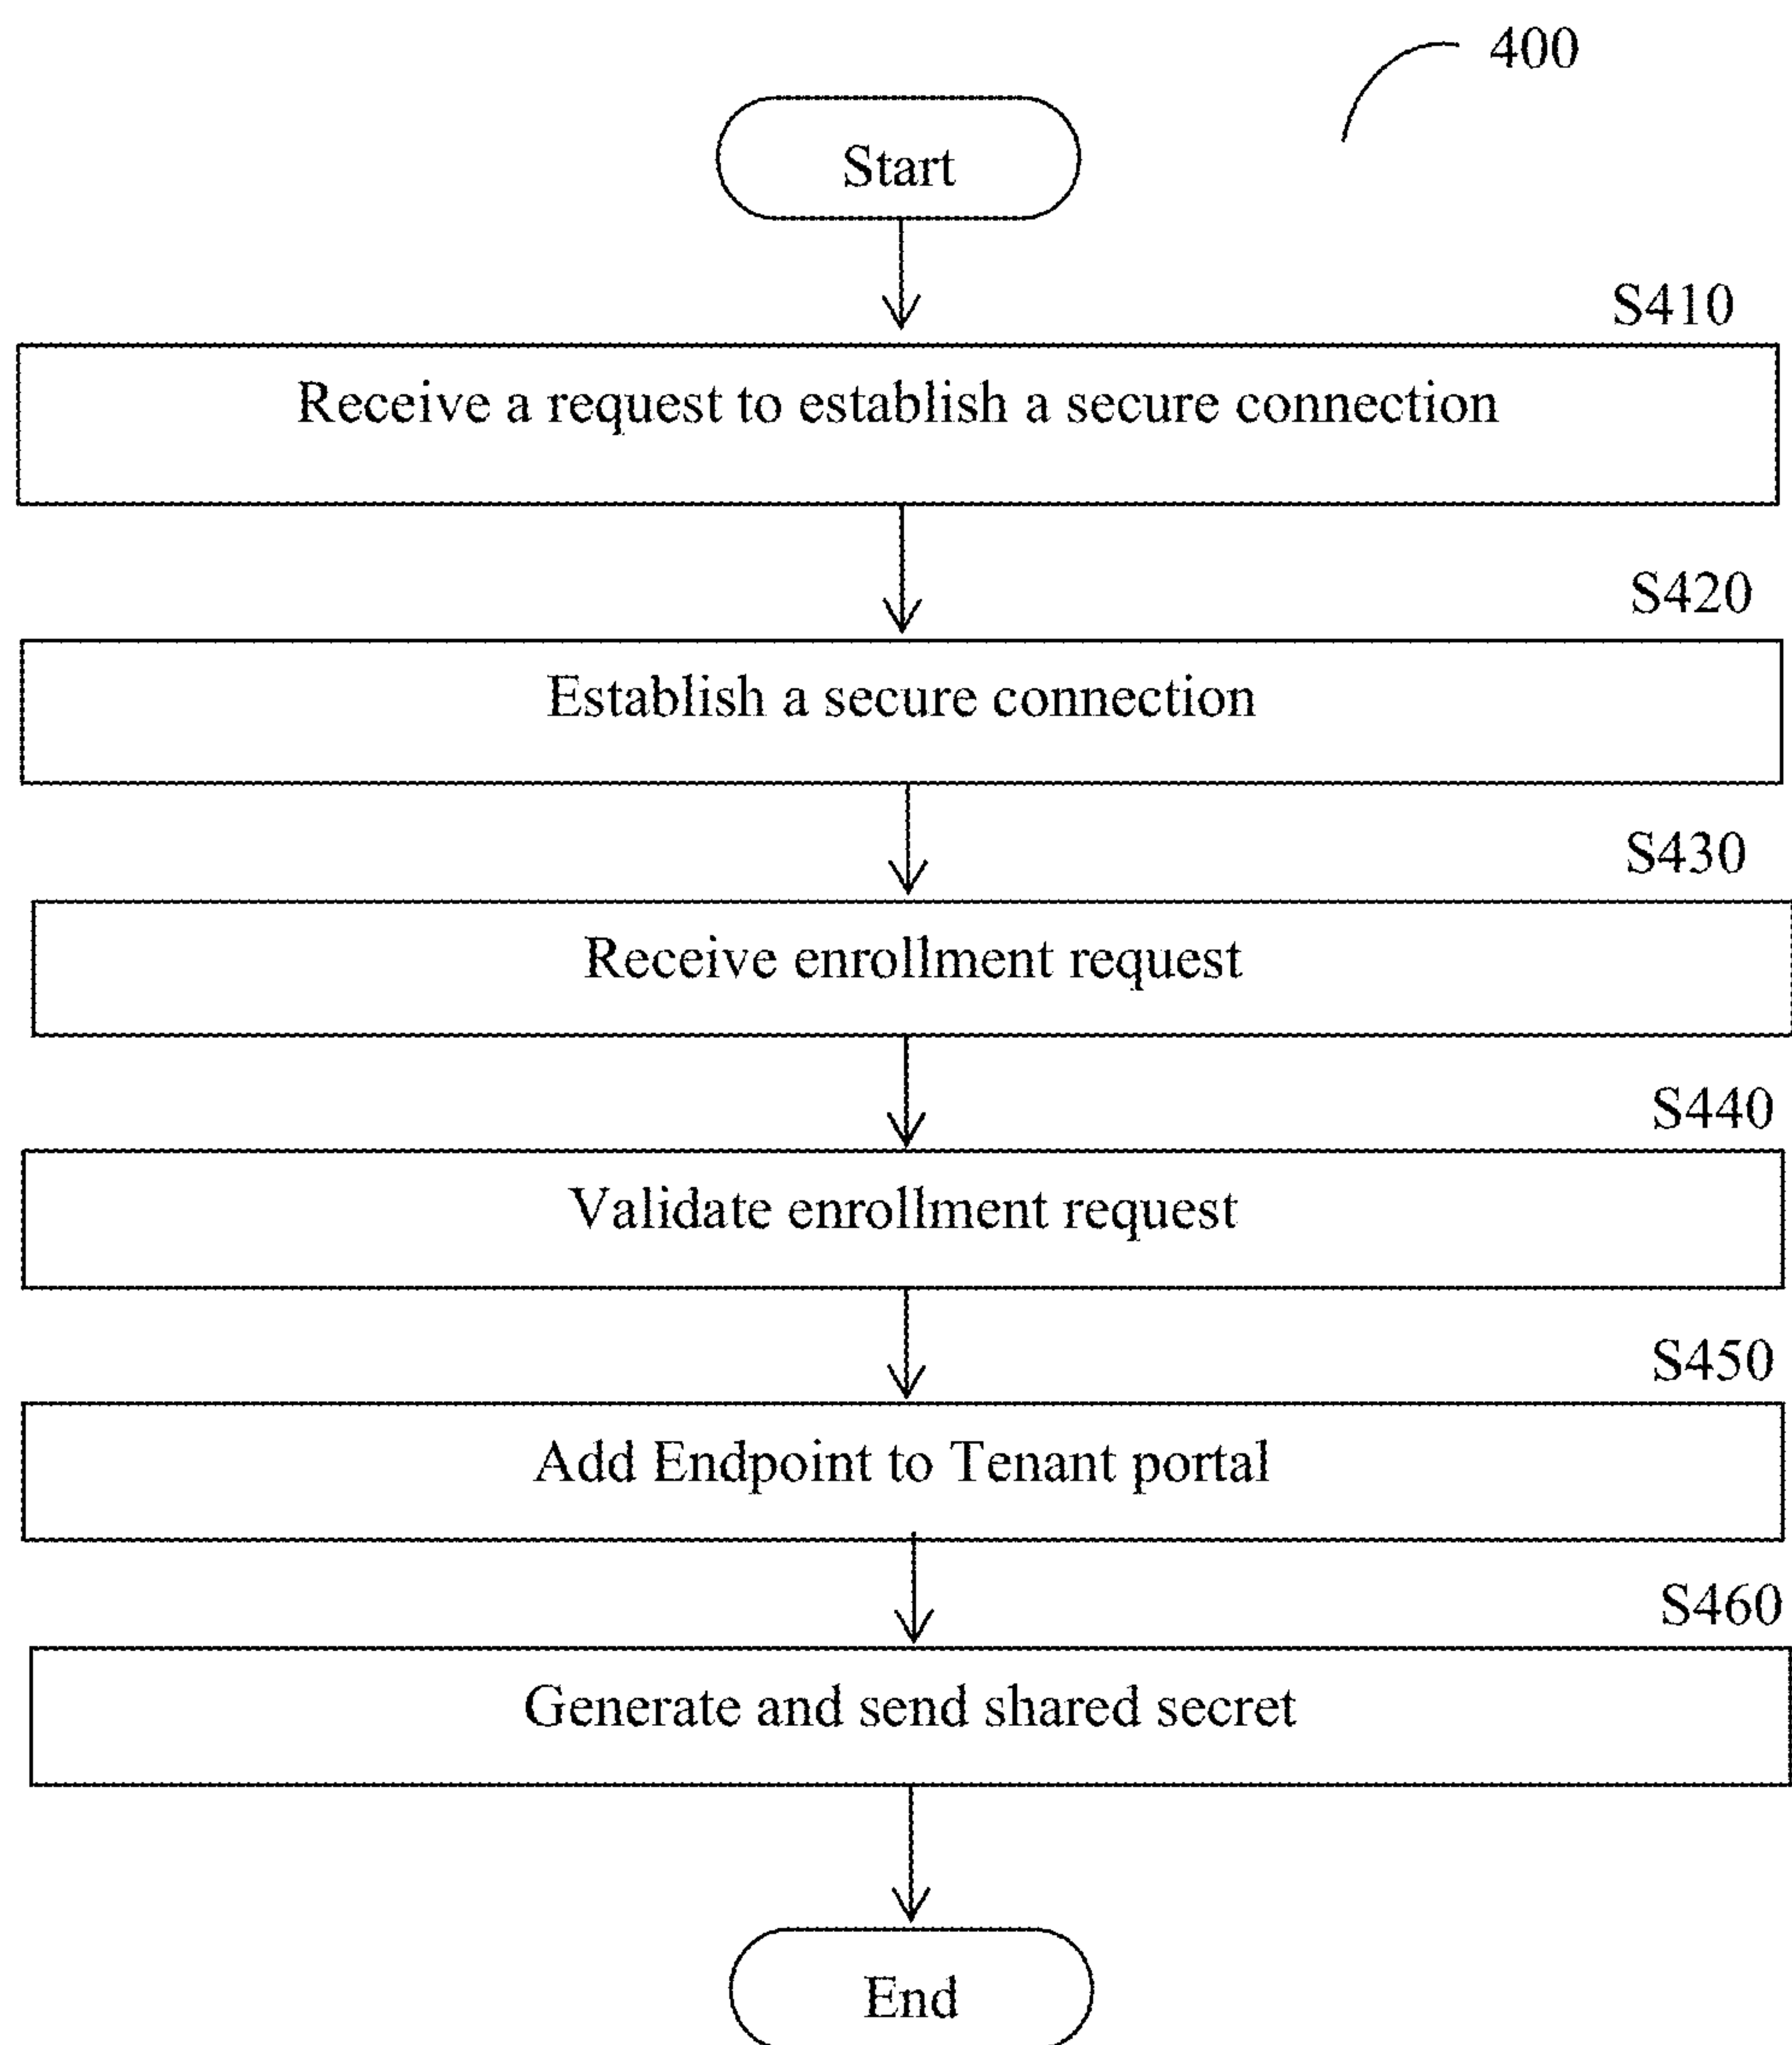 400
Start
S410
Receive a request to establish a secure connection
S420
Establish a secure connection
S430
Receive enrollment request
S440
Validate enrollment request
S450
Add Endpoint to Tenant portal
S460
Generate and send shared secret
End